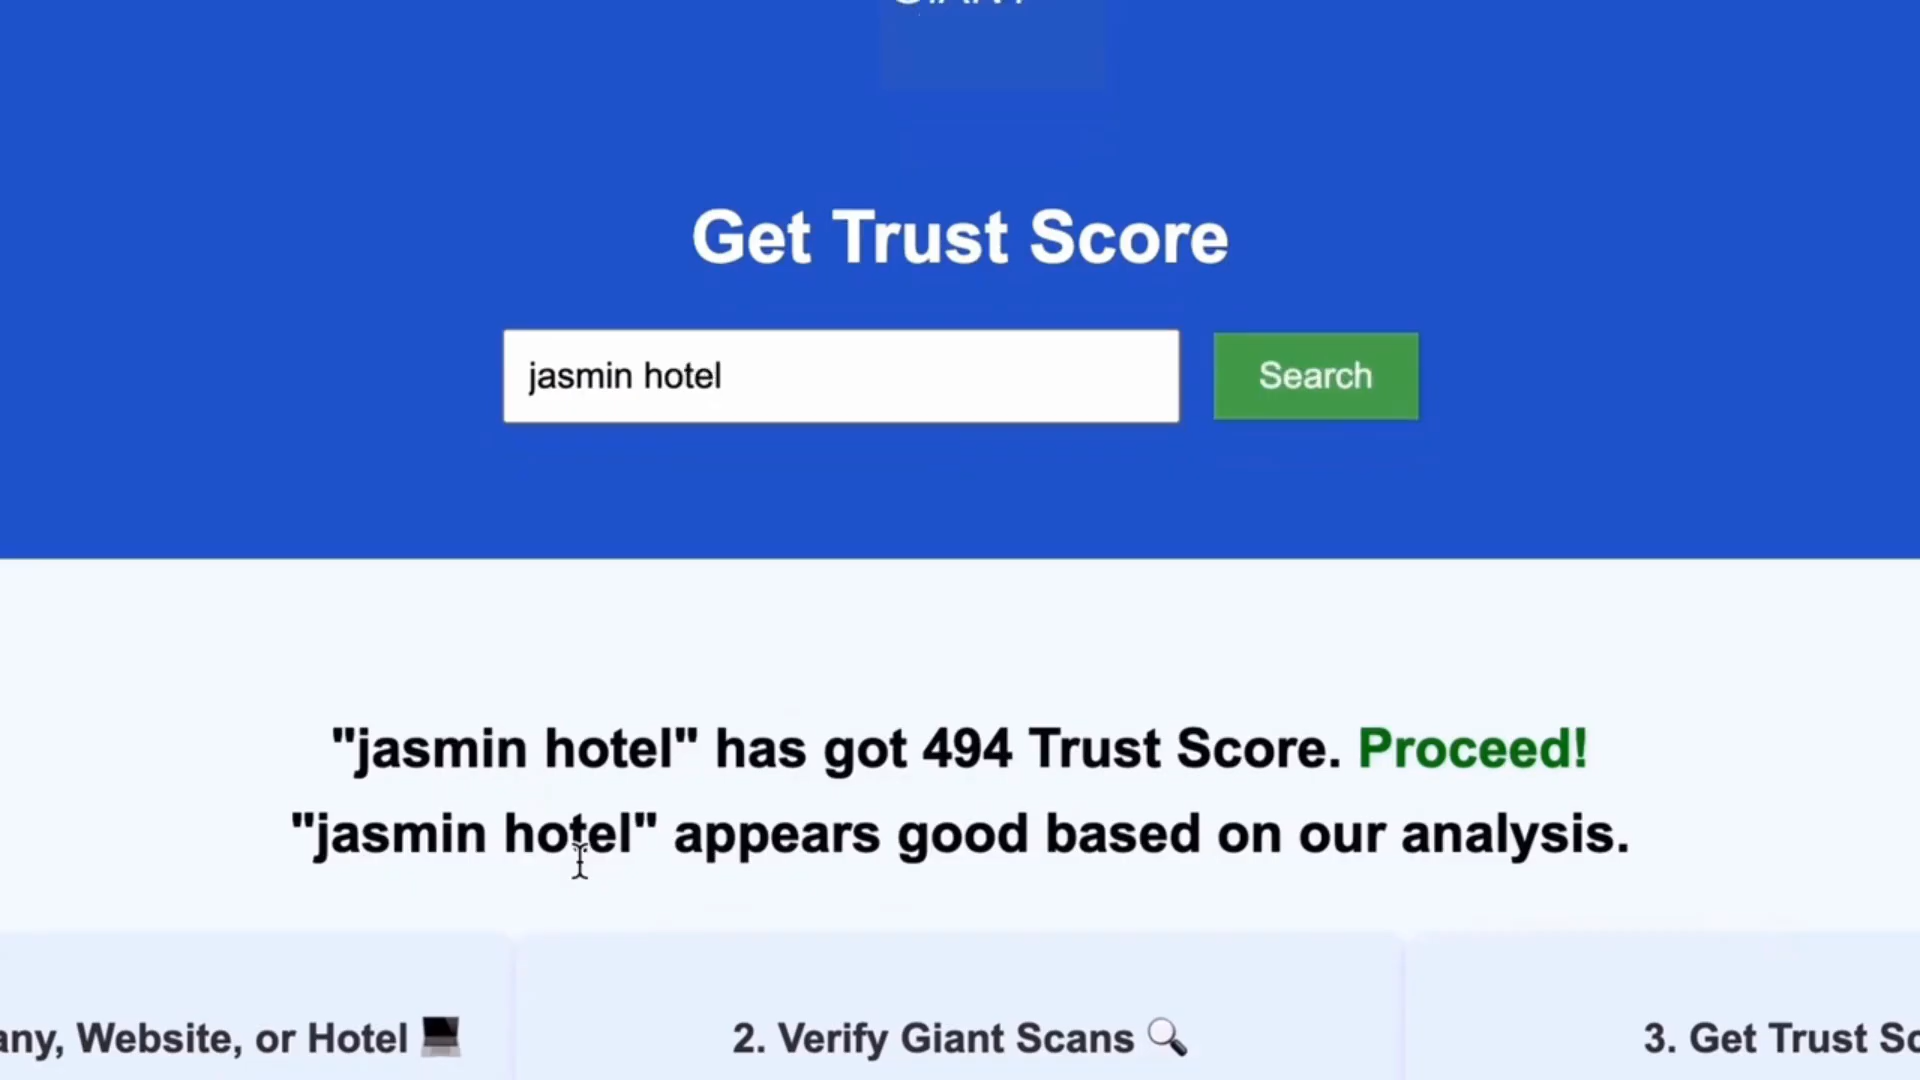 Get Trust Score
jasmin hotel
Search
"jasmin hotel" has got 494 Trust Score. Proceed!
"jasmin hotel" appears good based on our analysis.
any, Website, or Hotel
2. Verify Giant Scans
3. Get Trust Sc